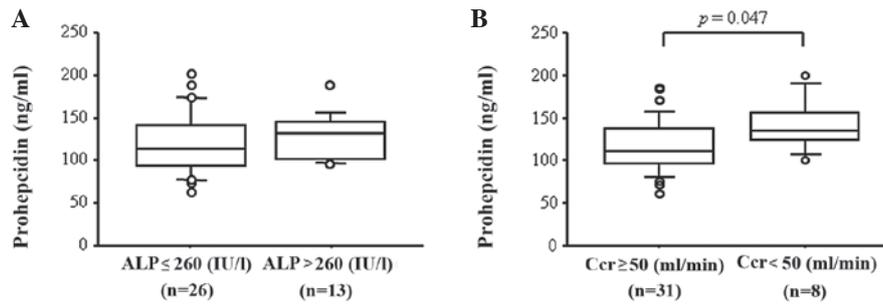 A
B
p = 0.047
Prohepcidin (ng/ml)
250
200
150
100
50
0
ALP ≤ 260 (IU/l)
ALP > 260 (IU/l)
(n=26)
(n=13)
Prohepcidin (ng/ml)
250
200
150
100
50
0
Ccr ≥ 50 (ml/min)
Ccr < 50 (ml/min)
(n=31)
(n=8)